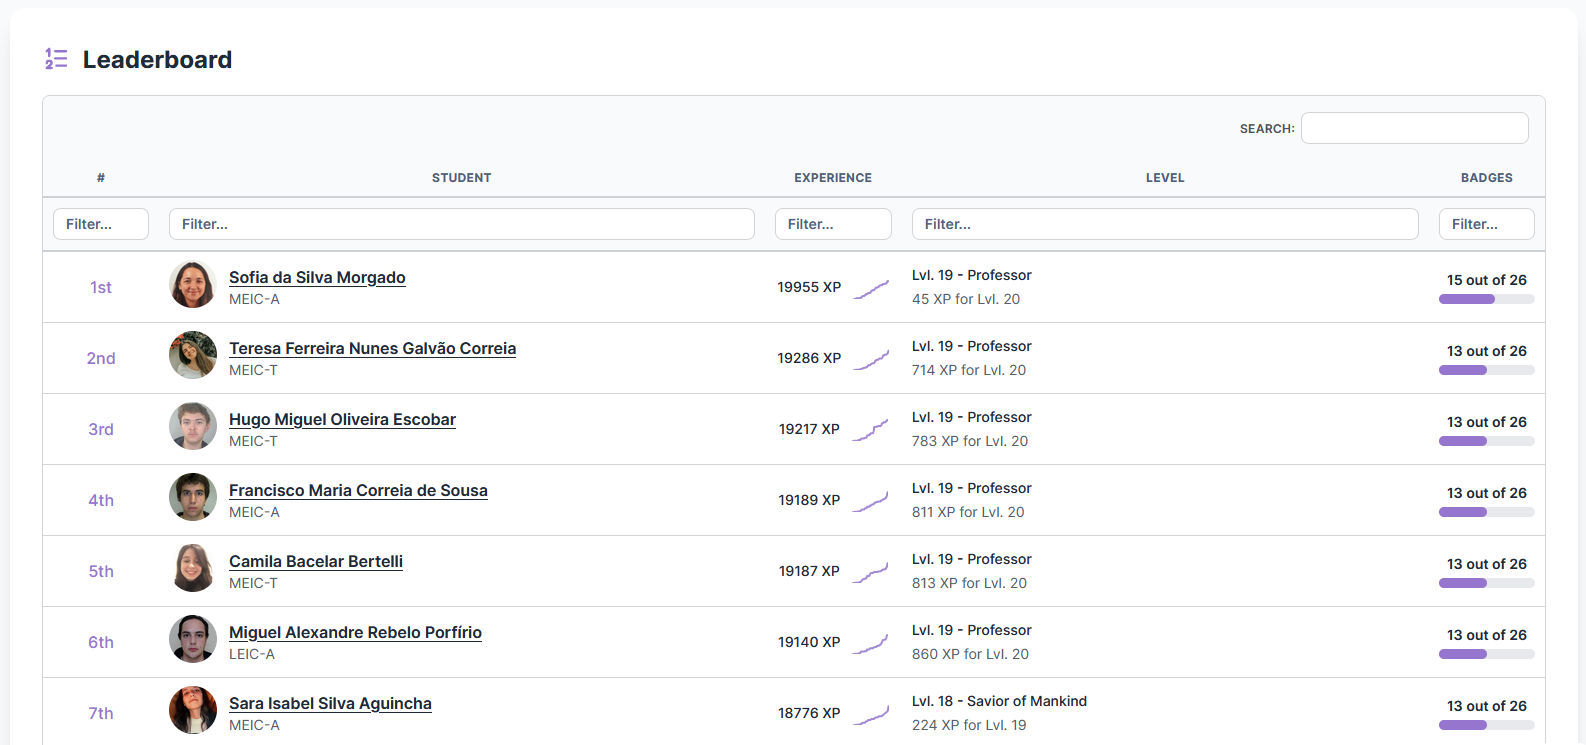 Leaderboard
SEARCH:
# STUDENT EXPERIENCE LEVEL BADGES
Filter... Filter... Filter... Filter... Filter...
1st Sofia da Silva Morgado 19955 XP Lvl. 19 - Professor 15 out of 26
MEIC-A 45 XP for Lvl. 20
2nd Teresa Ferreira Nunes Galvão Correia 19286 XP Lvl. 19 - Professor 13 out of 26
MEIC-T 714 XP for Lvl. 20
3rd Hugo Miguel Oliveira Escobar 19217 XP Lvl. 19 - Professor 13 out of 26
MEIC-T 783 XP for Lvl. 20
4th Francisco Maria Correia de Sousa 19189 XP Lvl. 19 - Professor 13 out of 26
MEIC-A 811 XP for Lvl. 20
5th Camila Bacelar Bertelli 19187 XP Lvl. 19 - Professor 13 out of 26
MEIC-T 813 XP for Lvl. 20
6th Miguel Alexandre Rebelo Porfírio 19140 XP Lvl. 19 - Professor 13 out of 26
LEIC-A 860 XP for Lvl. 20
7th Sara Isabel Silva Aguincha 18776 XP Lvl. 18 - Savior of Mankind 13 out of 26
MEIC-A 224 XP for Lvl. 19